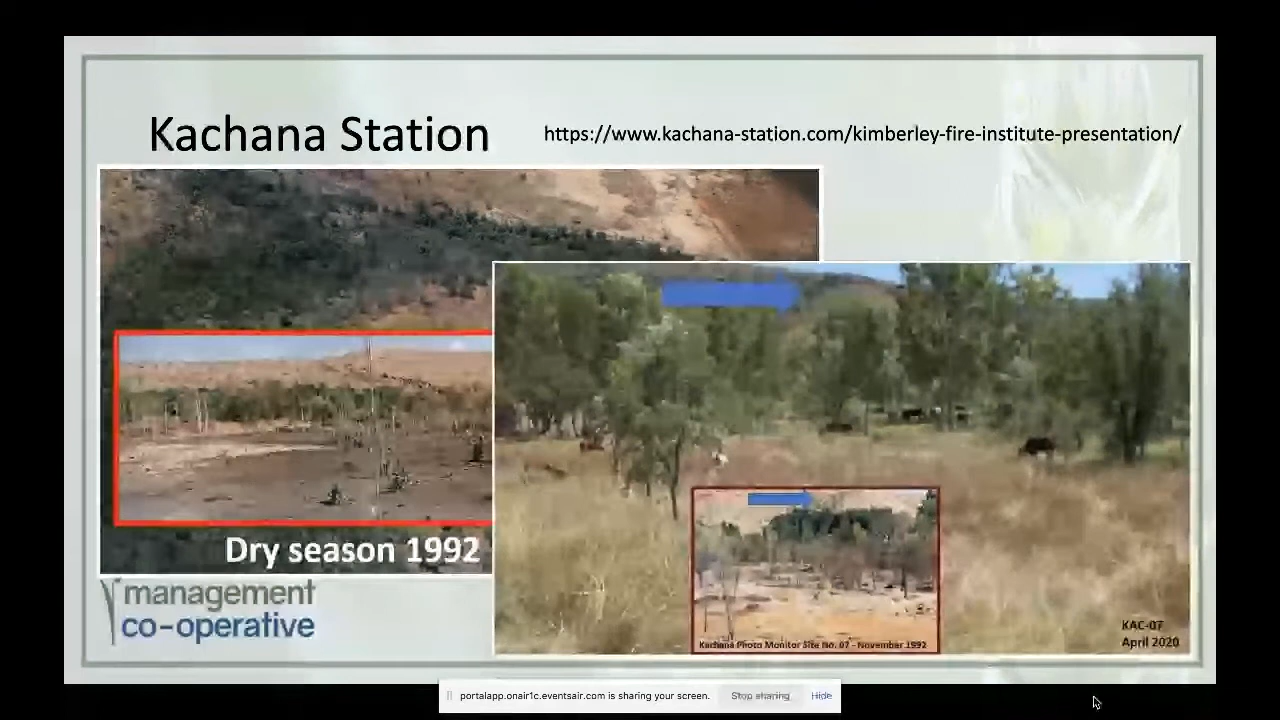 Kachana Station
https://www.kachana-station.com/kimberley-fire-institute-presentation/
Dry season 1992
Kachana Photo Monitor Site No. 07 - November 1992
KAC-07
April 2020
management
co-operative
portalapp.onair1c.eventsair.com is sharing your screen.
Stop sharing
Hide